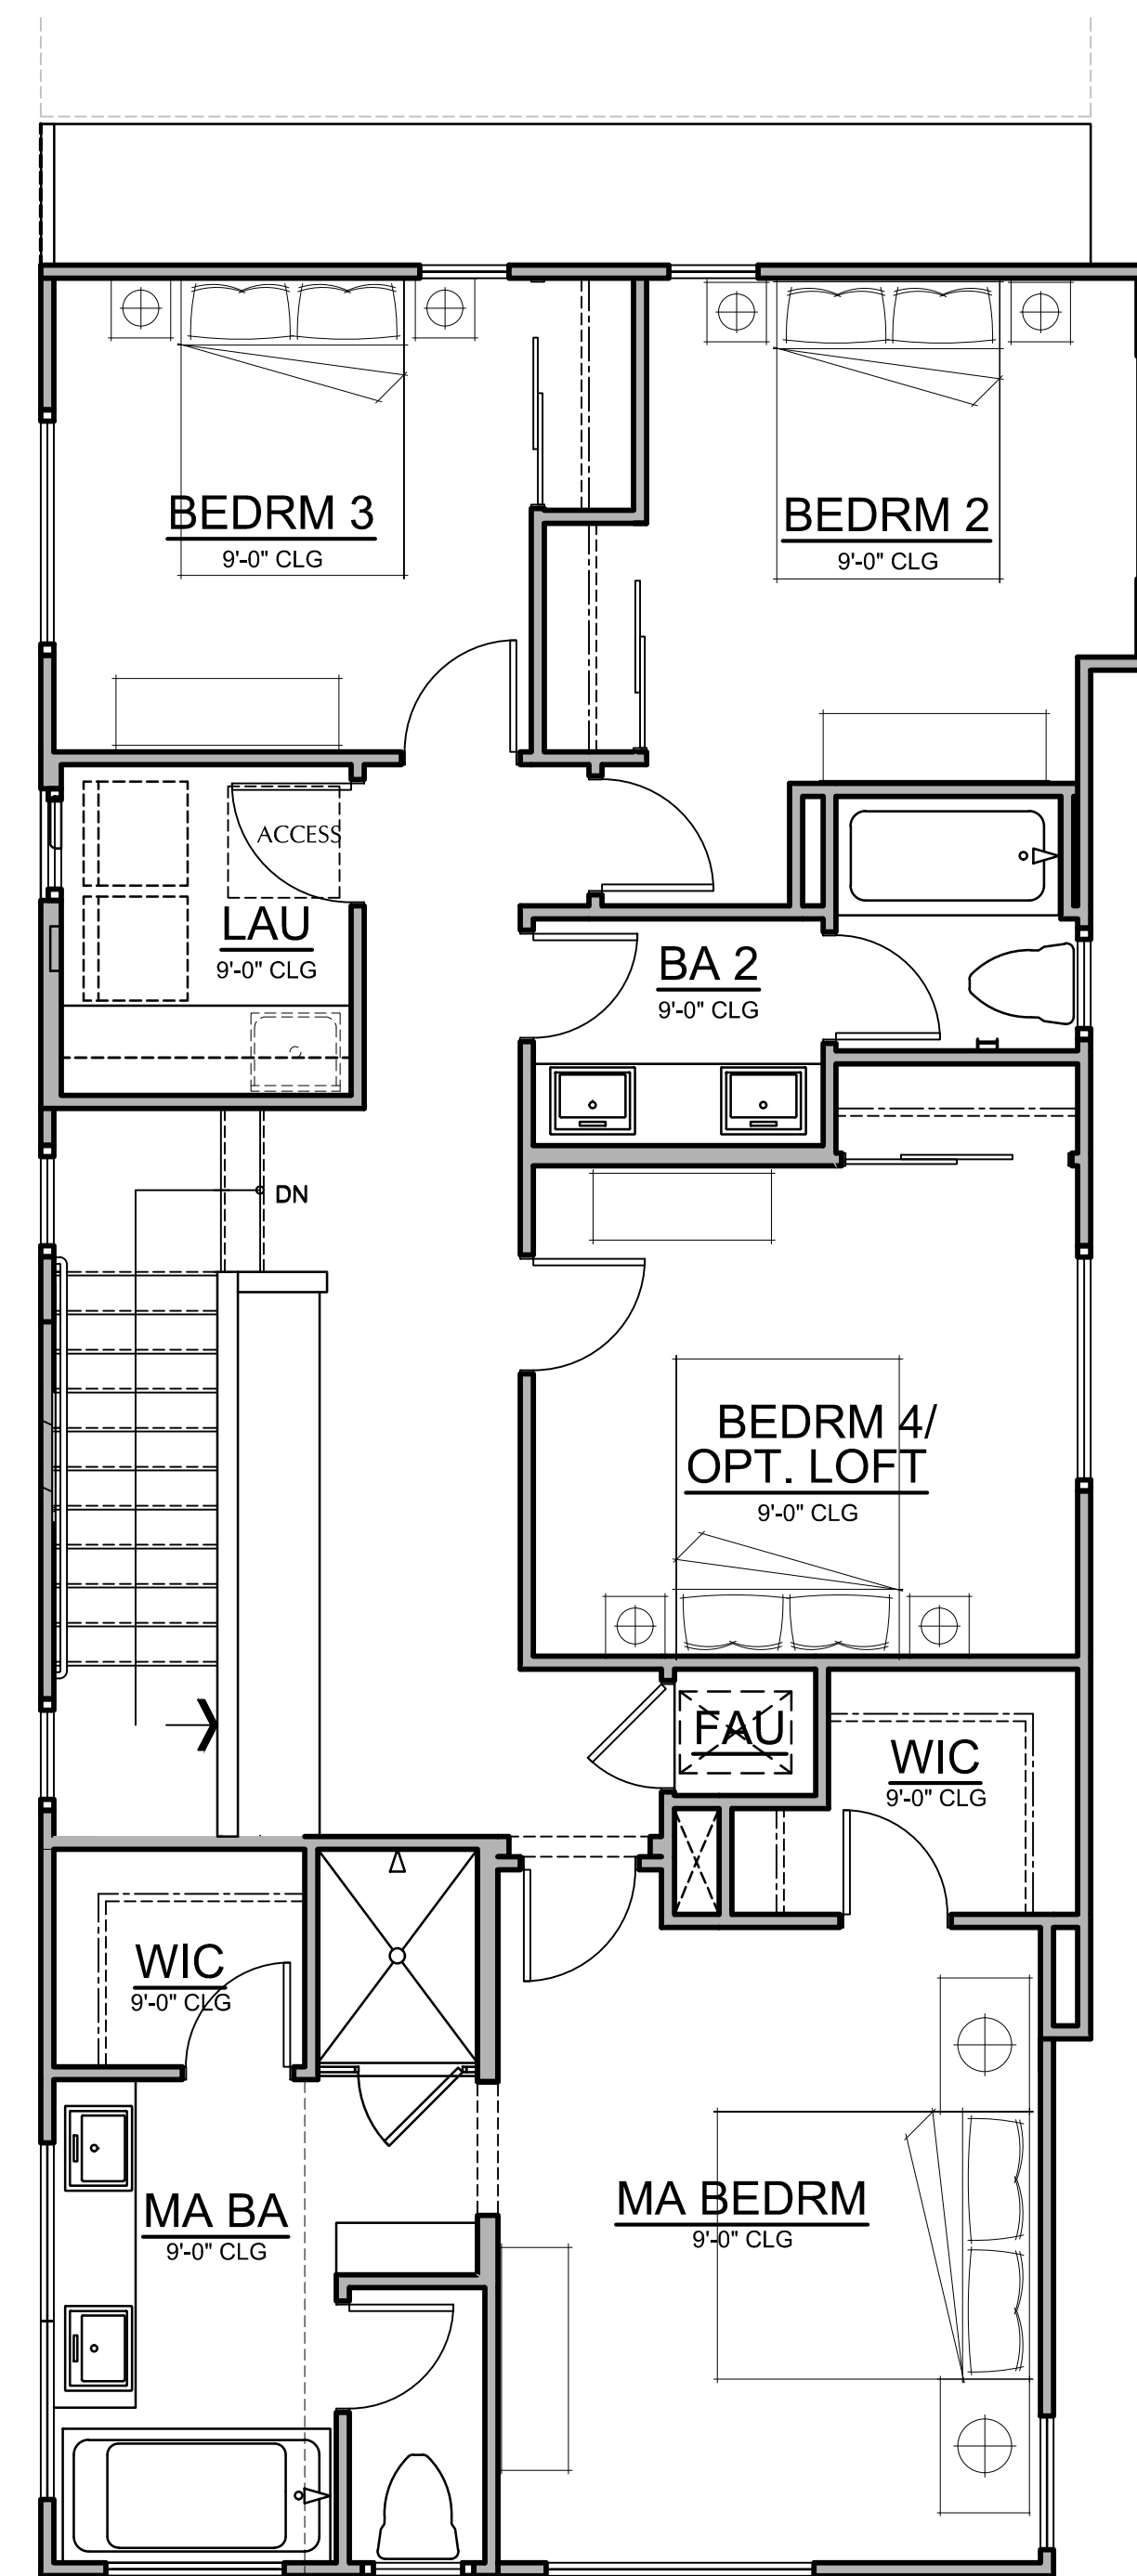 BEDRM 3
9'-0" CLG
BEDRM 2
9'-0" CLG
ACCESS
LAU
9'-0" CLG
BA 2
9'-0" CLG
DN
BEDRM 4/
OPT. LOFT
9'-0" CLG
FAU
WIC
9'-0" CLG
WIC
9'-0" CLG
MA BA
9'-0" CLG
MA BEDRM
9'-0" CLG